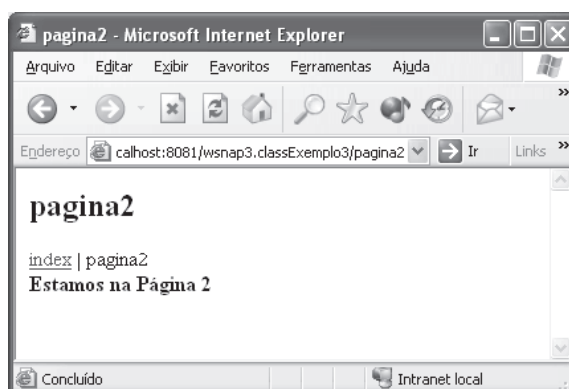 pagina2 - Microsoft Internet Explorer
Arquivo Editar Exibir Favoritos Ferramentas Ajuda
Endereço calhost:8081/wsnap3.classExemplo3/pagina2 Ir Links »
pagina2
index | pagina2
Estamos na Página 2
Concluído Intranet local